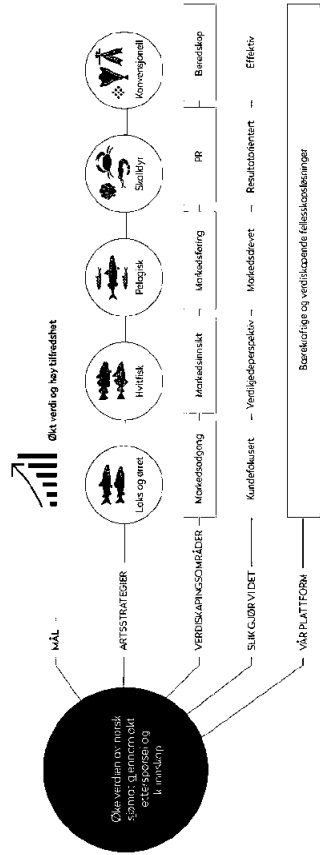 Øke verdien av norsk
sjømat gjennom økt
etterspørsel og
kunnskap
MÅL
Økt verdi og høy tilfredshet
ARTSSTRATEGIER
Laks og ørret
Hvitfisk
Pelagisk
Skalldyr
Konvensjonell
VERDISKAPINGSOMRÅDER
Markedsadgang
Markedsinnsikt
Markedsføring
PR
Beredskap
SLIK GJØR VI DET
Kundefokusert
Verdikjedeperspektiv
Markedsdrevet
Resultatorientert
Effektiv
VÅR PLATTFORM
Bærekraftige og verdiskapende fellesskapsløsninger